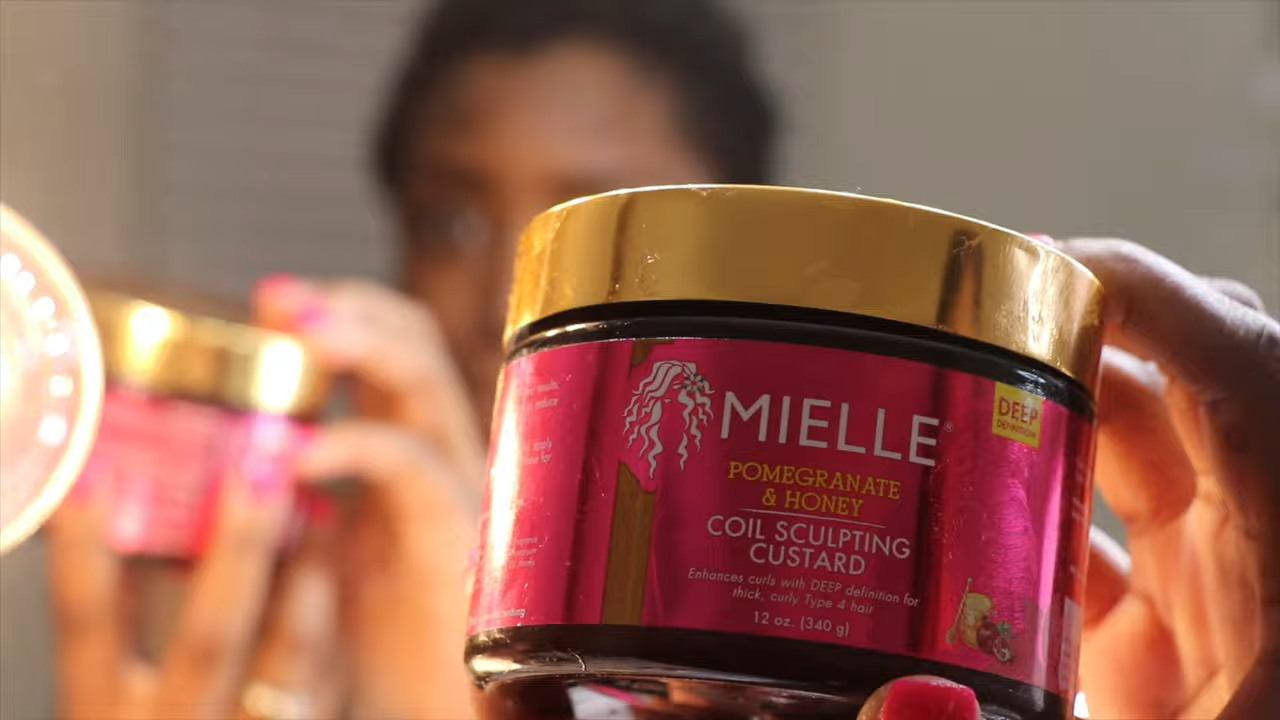 MIELLE®
DEEP
DEFINITION
POMEGRANATE
& HONEY
COIL SCULPTING
CUSTARD
Enhances curls with DEEP definition for
thick, curly Type 4 hair
12 oz. (340 g)